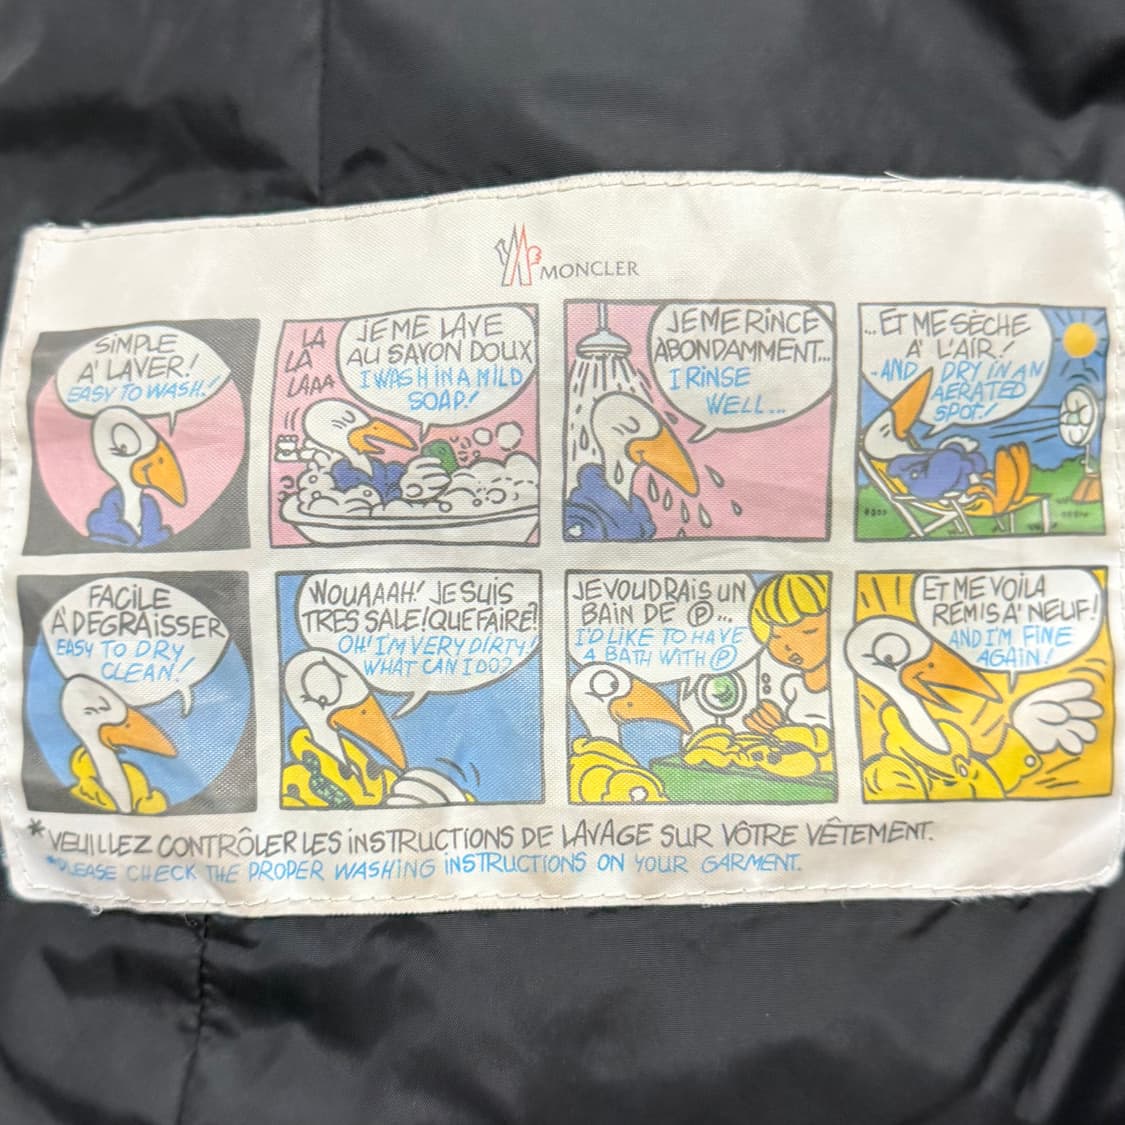 MONCLER
SIMPLE
A' LAVER!
EASY TO WASH!
LA
LA
LAAA
JE ME LAVE
AU SAVON DOUX
I WASH IN A MILD
SOAP!
JE ME RINCE
ABONDAMMENT...
I RINSE
WELL...
...ET ME SÈCHE
A' L'AIR!
-AND DRY IN AN
AERATED
SPOT!
FACILE
A' DEGRAISSER
EASY TO DRY
CLEAN!
WOUAAAH! JE SUIS
TRES SALE! QUE FAIRE?
OH! I'M VERY DIRTY!
WHAT CAN I DO?
JE VOUDRAIS UN
BAIN DE Ⓟ...
I'D LIKE TO HAVE
A BATH WITH Ⓟ
ET ME VOILA
REMIS A' NEUF!
AND I'M FINE
AGAIN!
*VEUILLEZ CONTRÔLER LES INSTRUCTIONS DE LAVAGE SUR VÔTRE VÊTEMENT.
*PLEASE CHECK THE PROPER WASHING INSTRUCTIONS ON YOUR GARMENT.